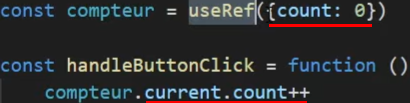 const compteur = useRef({count: 0})
const handleButtonClick = function ()
compteur.current.count++